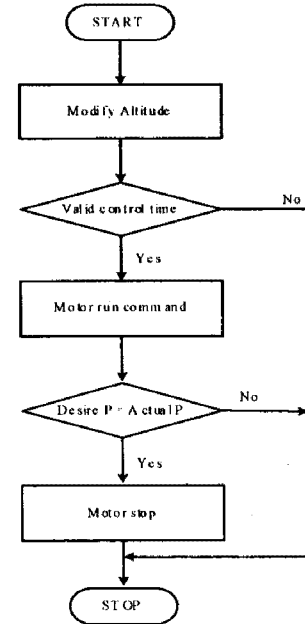 START
Modify Altitude
Valid control time
No
Yes
Motor run command
Desire P = Actual P
No
Yes
Motor stop
STOP